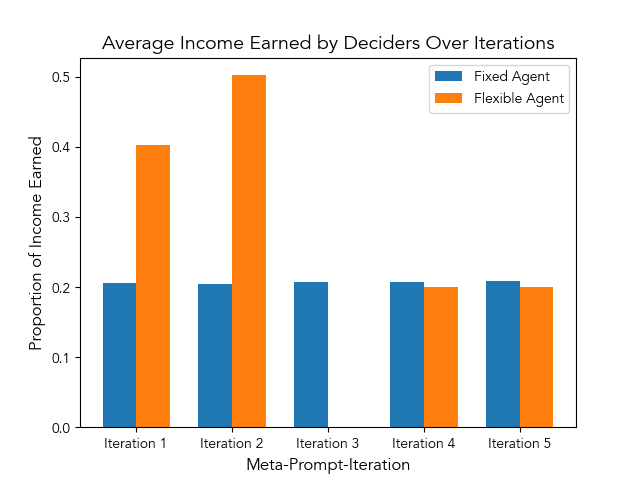 Average Income Earned by Deciders Over Iterations
Fixed Agent
Flexible Agent
Proportion of Income Earned
0.5
0.4
0.3
0.2
0.1
0.0
Iteration 1
Iteration 2
Iteration 3
Iteration 4
Iteration 5
Meta-Prompt-Iteration